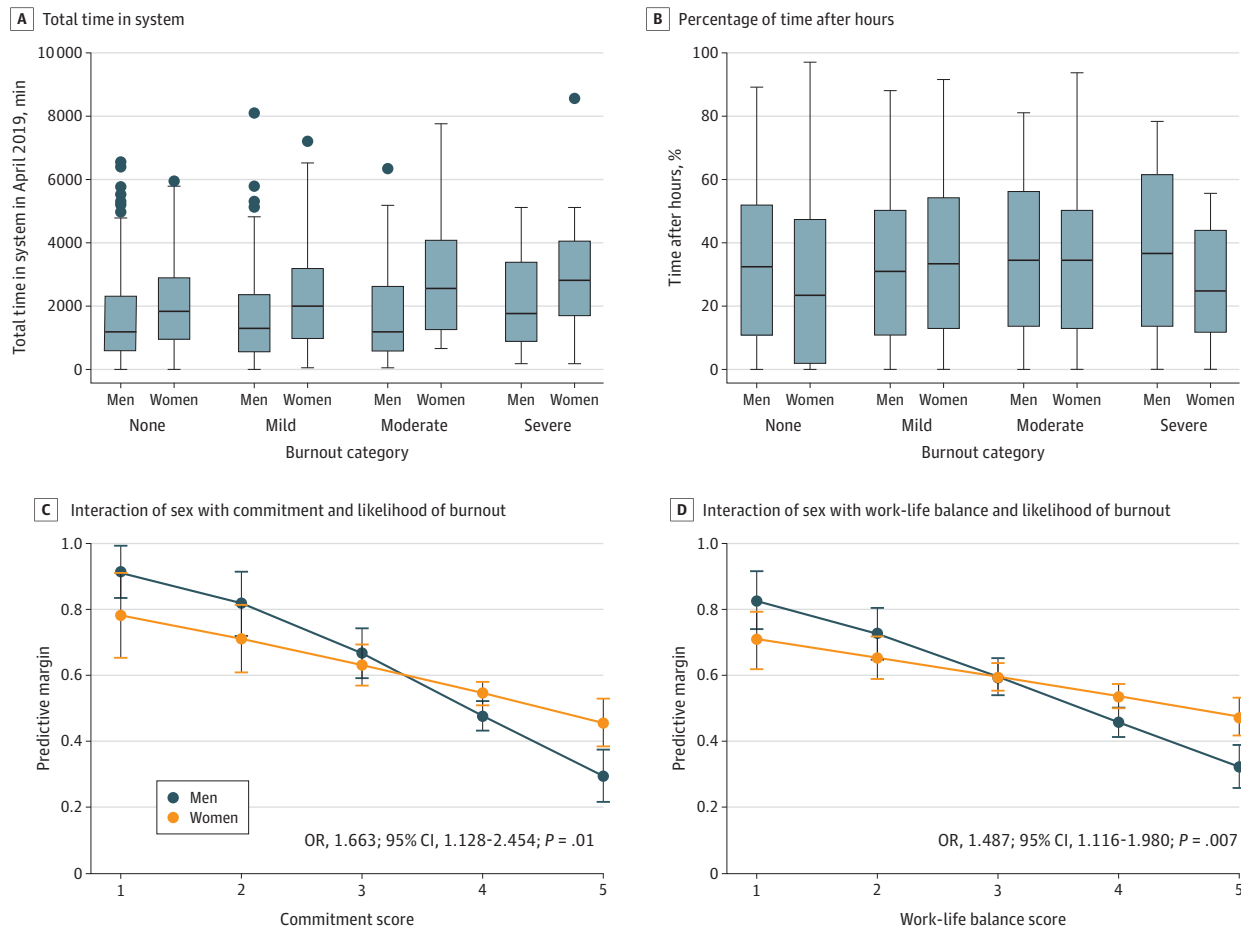 A Total time in system
Total time in system in April 2019, min
10 000
8000
6000
4000
2000
0
Men Women Men Women Men Women Men Women
None Mild Moderate Severe
Burnout category
B Percentage of time after hours
Time after hours, %
100
80
60
40
20
0
Men Women Men Women Men Women Men Women
None Mild Moderate Severe
Burnout category
C Interaction of sex with commitment and likelihood of burnout
Predictive margin
1.0
0.8
0.6
0.4
0.2
0
Men
Women
OR, 1.663; 95% CI, 1.128-2.454; P = .01
1 2 3 4 5
Commitment score
D Interaction of sex with work-life balance and likelihood of burnout
Predictive margin
1.0
0.8
0.6
0.4
0.2
0
OR, 1.487; 95% CI, 1.116-1.980; P = .007
1 2 3 4 5
Work-life balance score